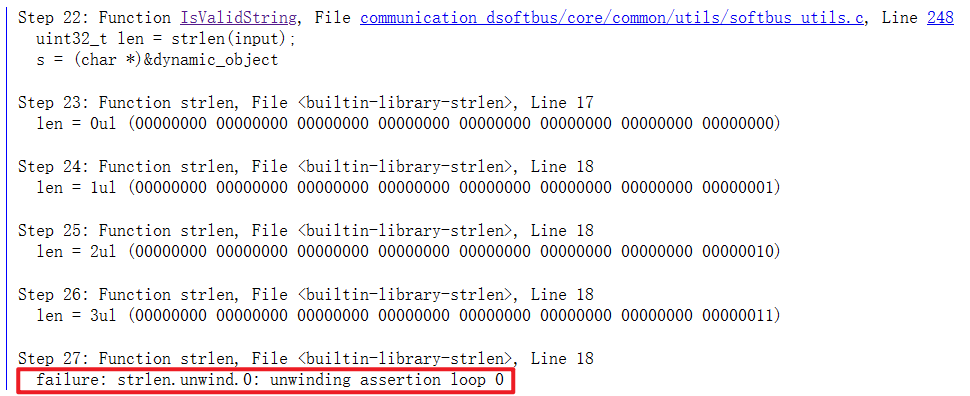 Step 22: Function IsValidString, File communication_dsoftbus/core/common/utils/softbus_utils.c, Line 248
uint32_t len = strlen(input);
s = (char *)&dynamic_object
Step 23: Function strlen, File <builtin-library-strlen>, Line 17
len = 0ul (00000000 00000000 00000000 00000000 00000000 00000000 00000000 00000000)
Step 24: Function strlen, File <builtin-library-strlen>, Line 18
len = 1ul (00000000 00000000 00000000 00000000 00000000 00000000 00000000 00000001)
Step 25: Function strlen, File <builtin-library-strlen>, Line 18
len = 2ul (00000000 00000000 00000000 00000000 00000000 00000000 00000000 00000010)
Step 26: Function strlen, File <builtin-library-strlen>, Line 18
len = 3ul (00000000 00000000 00000000 00000000 00000000 00000000 00000000 00000011)
Step 27: Function strlen, File <builtin-library-strlen>, Line 18
failure: strlen.unwind.0: unwinding assertion loop 0